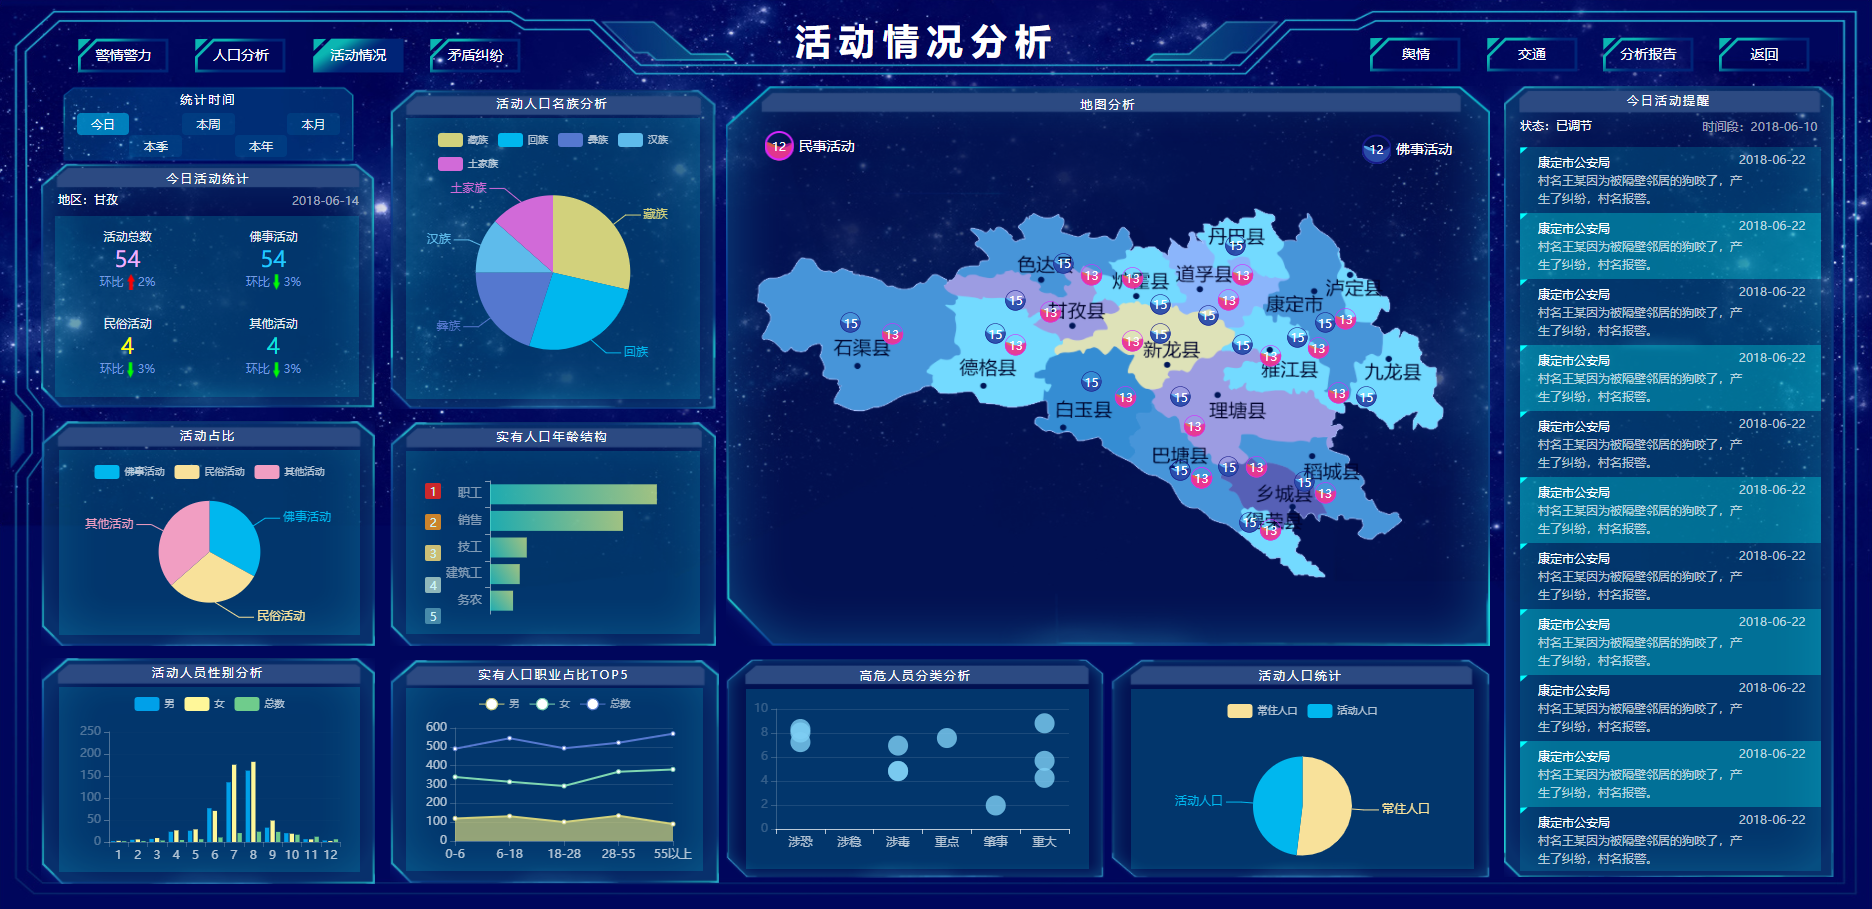 活动情况分析
警情警力
人口分析
活动情况
矛盾纠纷
舆情
交通
分析报告
返回
统计时间
今日
本周
本月
本季
本年
今日活动统计
地区：甘孜
2018-06-14
活动总数
佛事活动
54
54
环比 2%
环比 3%
民俗活动
其他活动
4
4
环比 3%
环比 3%
活动占比
佛事活动
民俗活动
其他活动
其他活动
佛事活动
民俗活动
活动人员性别分析
男
女
总数
250
200
150
100
50
0
1 2 3 4 5 6 7 8 9 10 11 12
活动人口名族分析
藏族
回族
彝族
汉族
土家族
土家族
藏族
汉族
彝族
回族
实有人口年龄结构
1 职工
2 销售
3 技工
4 建筑工
5 务农
实有人口职业占比TOP5
男
女
总数
600
500
400
300
200
100
0
0-6 6-18 18-28 28-55 55以上
地图分析
12 民事活动
12 佛事活动
丹巴县
15
色达
15
13
13
霍县
道孚县
13
泸定县
15
13
甘孜县
15
13
15
康定市
15
13
15
13
石渠县
15
13
13
15
新龙县
15
15
13
13
雅江县
德格县
九龙县
15
13
白玉县
15
13
理塘县
13
15
巴塘县
15
13
15
13
稻城县
15
13
乡城县
15
13
得荣县
高危人员分类分析
10
8
6
4
2
0
涉恐 涉稳 涉毒 重点 肇事 重大
活动人口统计
常住人口
活动人口
活动人口
常住人口
今日活动提醒
状态：已调节
时间段：2018-06-10
康定市公安局 2018-06-22
村名王某因为被隔壁邻居的狗咬了，产
生了纠纷，村名报警。
康定市公安局 2018-06-22
村名王某因为被隔壁邻居的狗咬了，产
生了纠纷，村名报警。
康定市公安局 2018-06-22
村名王某因为被隔壁邻居的狗咬了，产
生了纠纷，村名报警。
康定市公安局 2018-06-22
村名王某因为被隔壁邻居的狗咬了，产
生了纠纷，村名报警。
康定市公安局 2018-06-22
村名王某因为被隔壁邻居的狗咬了，产
生了纠纷，村名报警。
康定市公安局 2018-06-22
村名王某因为被隔壁邻居的狗咬了，产
生了纠纷，村名报警。
康定市公安局 2018-06-22
村名王某因为被隔壁邻居的狗咬了，产
生了纠纷，村名报警。
康定市公安局 2018-06-22
村名王某因为被隔壁邻居的狗咬了，产
生了纠纷，村名报警。
康定市公安局 2018-06-22
村名王某因为被隔壁邻居的狗咬了，产
生了纠纷，村名报警。
康定市公安局 2018-06-22
村名王某因为被隔壁邻居的狗咬了，产
生了纠纷，村名报警。
康定市公安局 2018-06-22
村名王某因为被隔壁邻居的狗咬了，产
生了纠纷，村名报警。